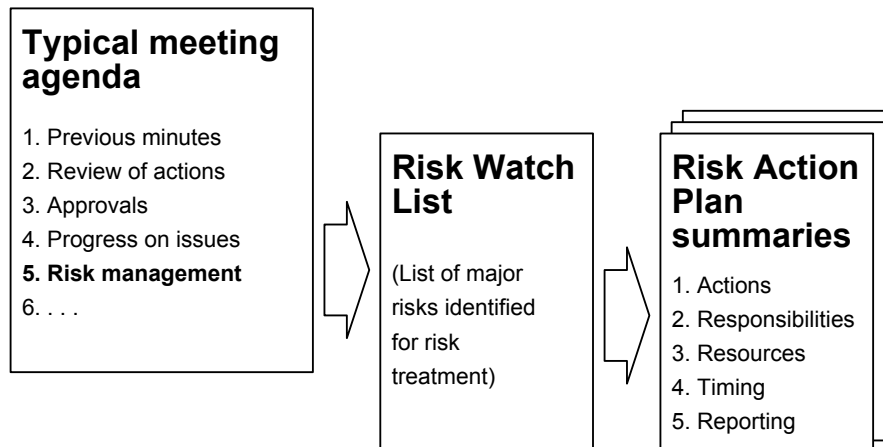 Typical meeting
agenda
1. Previous minutes
2. Review of actions
3. Approvals
4. Progress on issues
5. Risk management
6. . . .
Risk Watch
List
(List of major
risks identified
for risk
treatment)
Risk Action
Plan
summaries
1. Actions
2. Responsibilities
3. Resources
4. Timing
5. Reporting